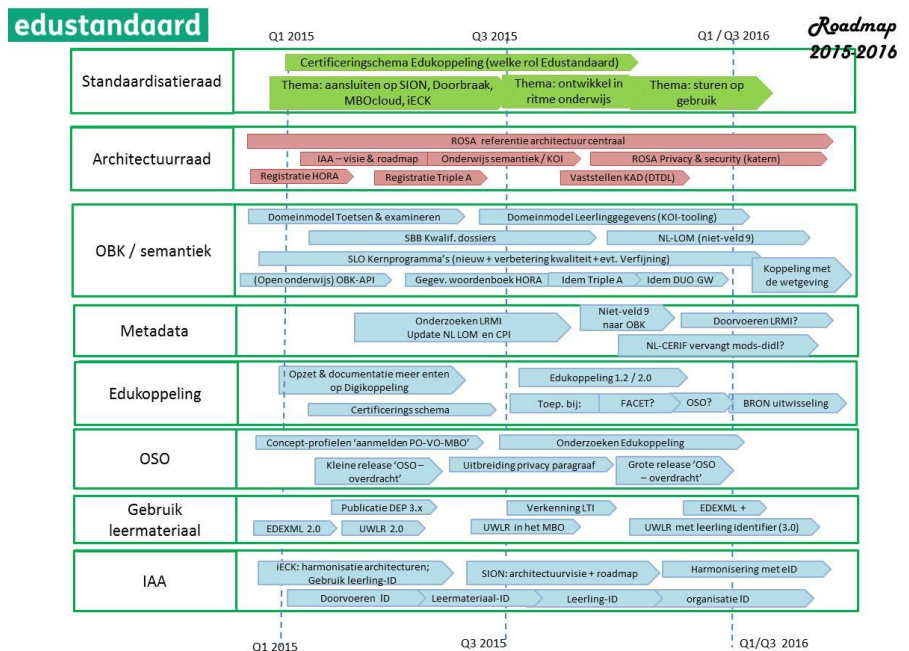 edustandaard
Roadmap
2015-2016
Q1 2015
Q3 2015
Q1 / Q3 2016
Standaardisatieraad
Certificeringschema Edukoppeling (welke rol Edustandaard)
Thema: aansluiten op SION, Doorbraak,
MBOcloud, iECK
Thema: ontwikkel in
ritme onderwijs
Thema: sturen op
gebruik
Architectuurraad
ROSA referentie architectuur centraal
IAA – visie & roadmap
Onderwijs semantiek / KOI
ROSA Privacy & security (katern)
Registratie HORA
Registratie Triple A
Vaststellen KAD (DTDL)
OBK / semantiek
Domeinmodel Toetsen & examineren
Domeinmodel Leerlinggegevens (KOI-tooling)
SBB Kwalif. dossiers
NL-LOM (niet-veld 9)
SLO Kernprogramma's (nieuw + verbetering kwaliteit + evt. Verfijning)
Koppeling met
de wetgeving
(Open onderwijs) OBK-API
Gegev. woordenboek HORA
Idem Triple A
Idem DUO GW
Metadata
Onderzoeken LRMI
Update NL LOM en CPI
Niet-veld 9
naar OBK
Doorvoeren LRMI?
NL-CERIF vervangt mods-didl?
Edukoppeling
Opzet & documentatie meer enten
op Digikoppeling
Edukoppeling 1.2 / 2.0
Certificerings schema
Toep. bij:
FACET?
OSO?
BRON uitwisseling
OSO
Concept-profielen 'aanmelden PO-VO-MBO'
Onderzoeken Edukoppeling
Kleine release 'OSO –
overdracht'
Uitbreiding privacy paragraaf
Grote release 'OSO
– overdracht'
Gebruik
leermateriaal
Publicatie DEP 3.x
Verkenning LTI
EDEXML +
EDEXML 2.0
UWLR 2.0
UWLR in het MBO
UWLR met leerling identifier (3.0)
IAA
iECK: harmonisatie architecturen;
Gebruik leerling-ID
SION: architectuurvisie + roadmap
Harmonisering met eID
Doorvoeren ID
Leermateriaal-ID
Leerling-ID
organisatie ID
Q1 2015
Q3 2015
Q1/Q3 2016